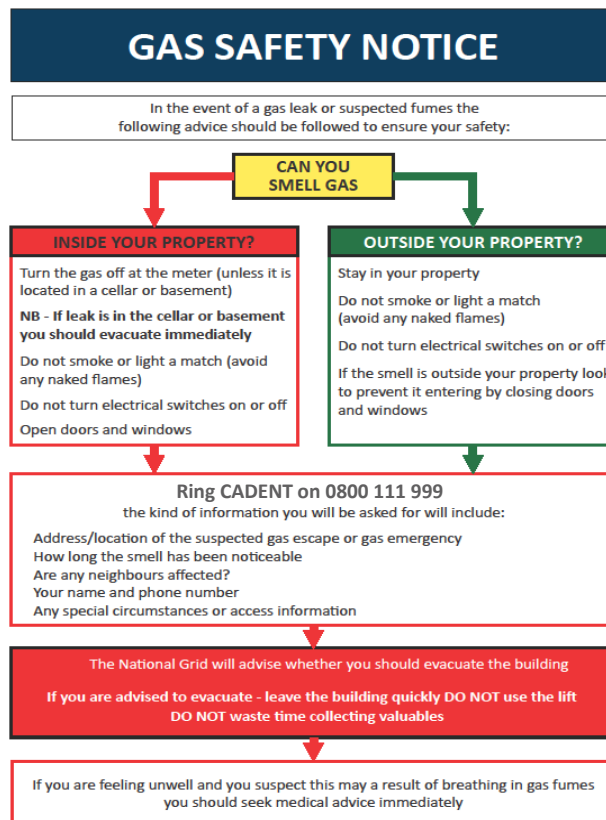 GAS SAFETY NOTICE
In the event of a gas leak or suspected fumes the
following advice should be followed to ensure your safety:
CAN YOU
SMELL GAS
INSIDE YOUR PROPERTY?
Turn the gas off at the meter (unless it is
located in a cellar or basement)
NB - If leak is in the cellar or basement
you should evacuate immediately
Do not smoke or light a match (avoid
any naked flames)
Do not turn electrical switches on or off
Open doors and windows
OUTSIDE YOUR PROPERTY?
Stay in your property
Do not smoke or light a match
(avoid any naked flames)
Do not turn electrical switches on or off
If the smell is outside your property look
to prevent it entering by closing doors
and windows
Ring CADENT on 0800 111 999
the kind of information you will be asked for will include:
Address/location of the suspected gas escape or gas emergency
How long the smell has been noticeable
Are any neighbours affected?
Your name and phone number
Any special circumstances or access information
The National Grid will advise whether you should evacuate the building
If you are advised to evacuate - leave the building quickly DO NOT use the lift
DO NOT waste time collecting valuables
If you are feeling unwell and you suspect this may a result of breathing in gas fumes
you should seek medical advice immediately